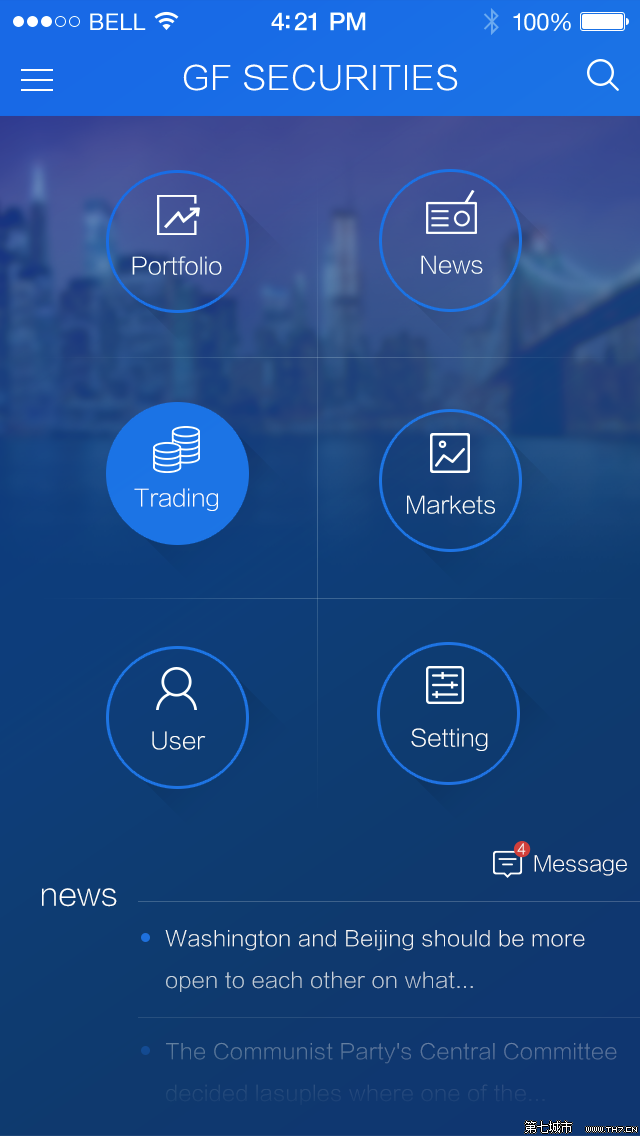 BELL 4:21 PM 100%
GF SECURITIES
Portfolio
News
Trading
Markets
User
Setting
4
Message
news
Washington and Beijing should be more
open to each other on what...
The Communist Party's Central Committee
decided lasuples where one of the...
第七城市 WWW.TH7.CN